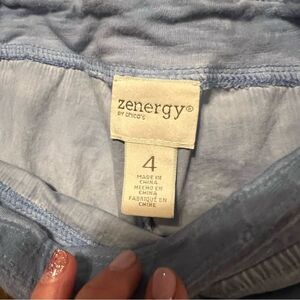 zenergy®
BY chico's
4
MADE IN
CHINA
HECHO EN
CHINA
FABRIQUÉ EN
CHINE